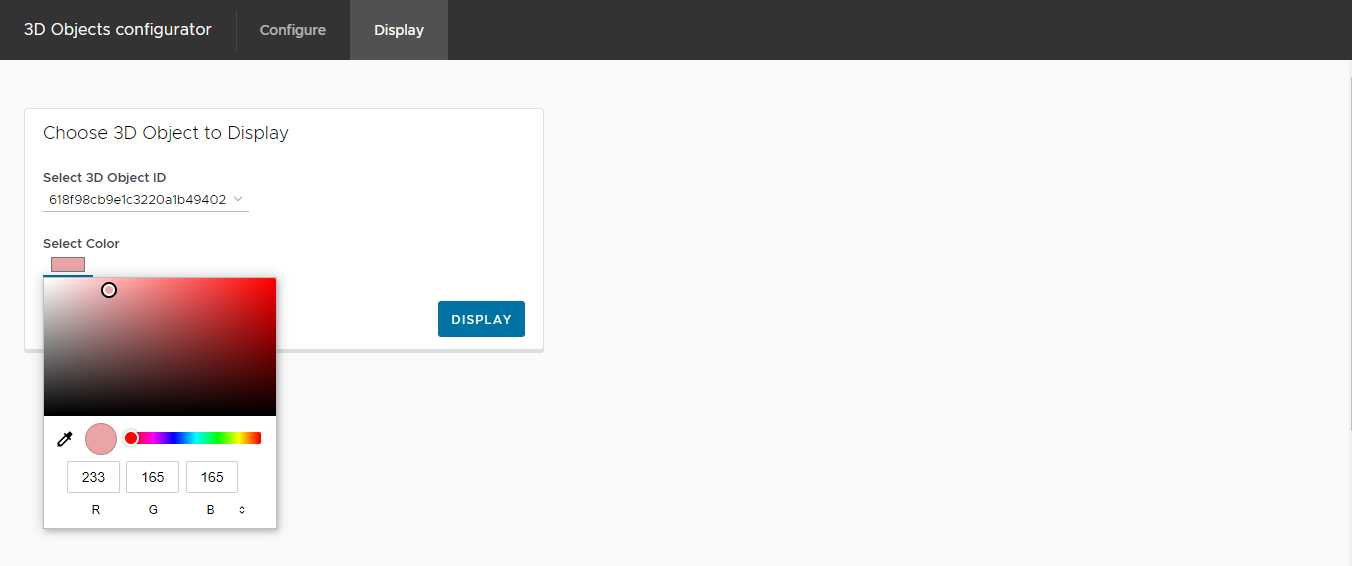 3D Objects configurator
Configure
Display
Choose 3D Object to Display
Select 3D Object ID
618f98cb9e1c3220a1b49402
Select Color
DISPLAY
233 165 165
R G B